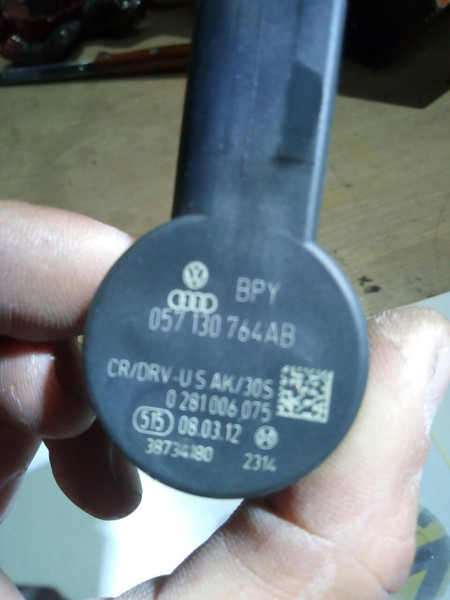 BPY
057 130 764AB
CR/DRV-U S AK/30S
0 281 006 075
515 08.03.12
38734180 2314